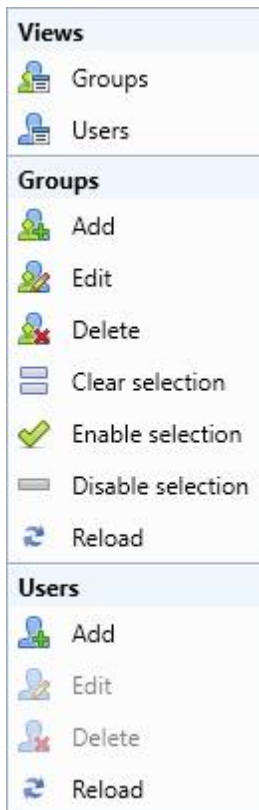 Views
Groups
Users
Groups
Add
Edit
Delete
Clear selection
Enable selection
Disable selection
Reload
Users
Add
Edit
Delete
Reload